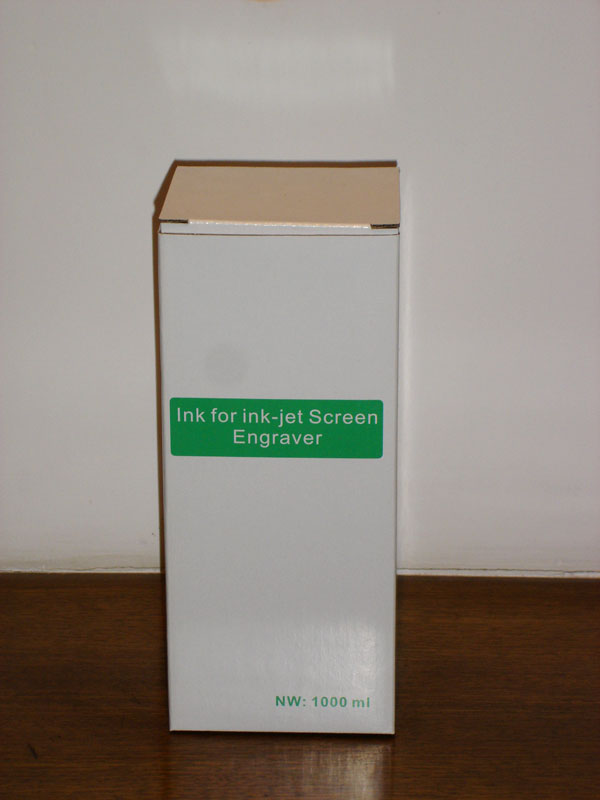 Ink for ink-jet Screen
Engraver
NW: 1000 ml